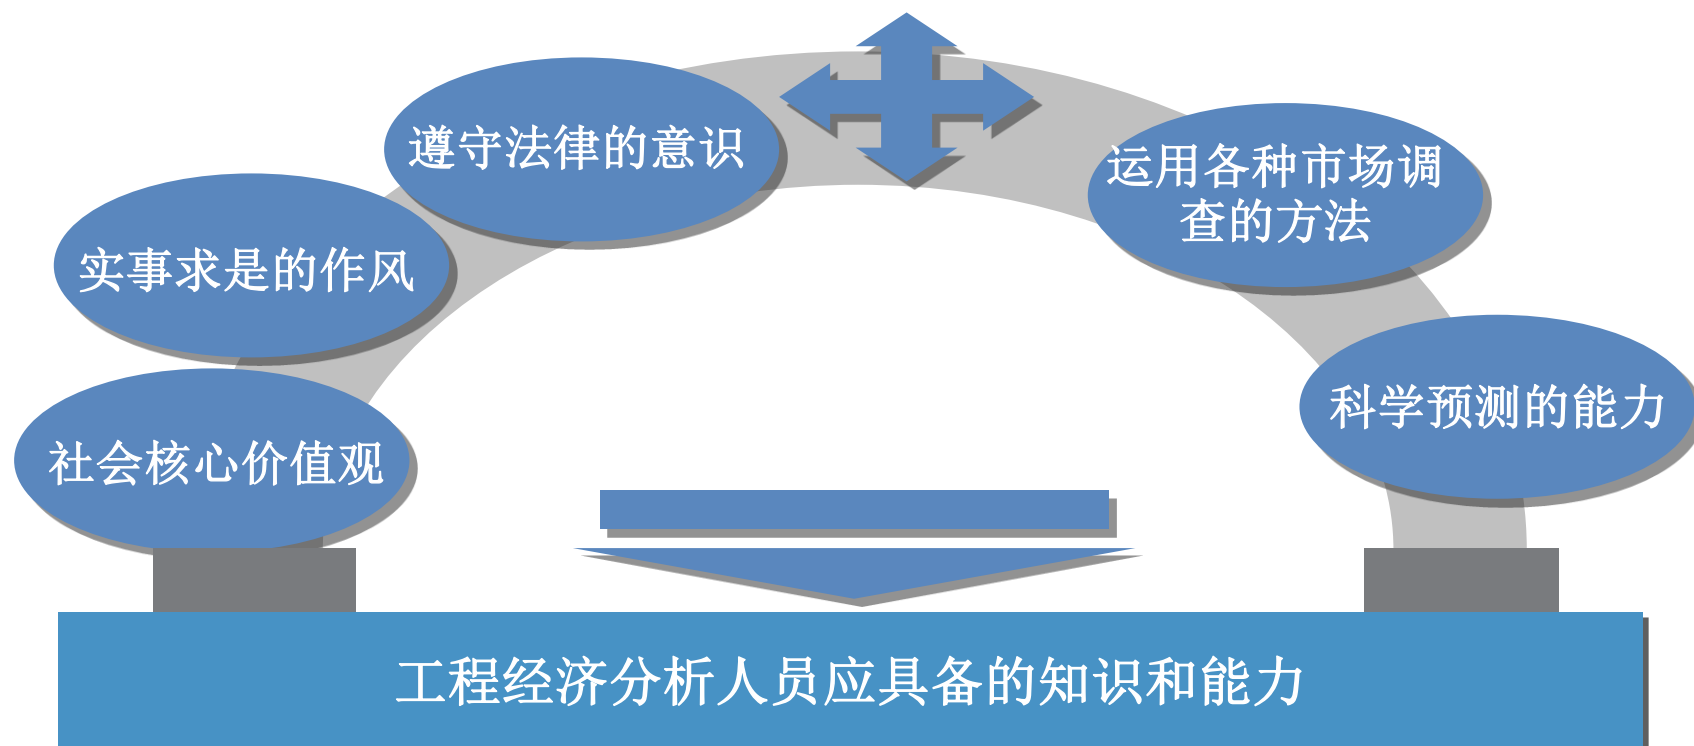 遵守法律的意识
运用各种市场调
查的方法
实事求是的作风
科学预测的能力
社会核心价值观
工程经济分析人员应具备的知识和能力